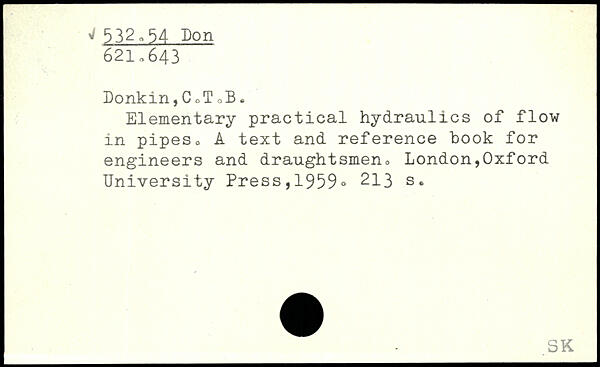 ✓ 532.54 Don
621.643
Donkin,C.T.B.
Elementary practical hydraulics of flow
in pipes. A text and reference book for
engineers and draughtsmen. London,Oxford
University Press,1959. 213 s.
SK